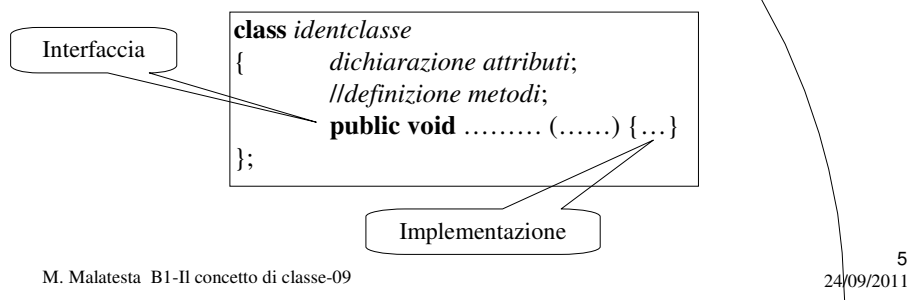 class identclasse
Interfaccia
{ dichiarazione attributi;
//definizione metodi;
public void ……… (……) {…}
};
Implementazione
5
M. Malatesta B1-Il concetto di classe-09
24/09/2011